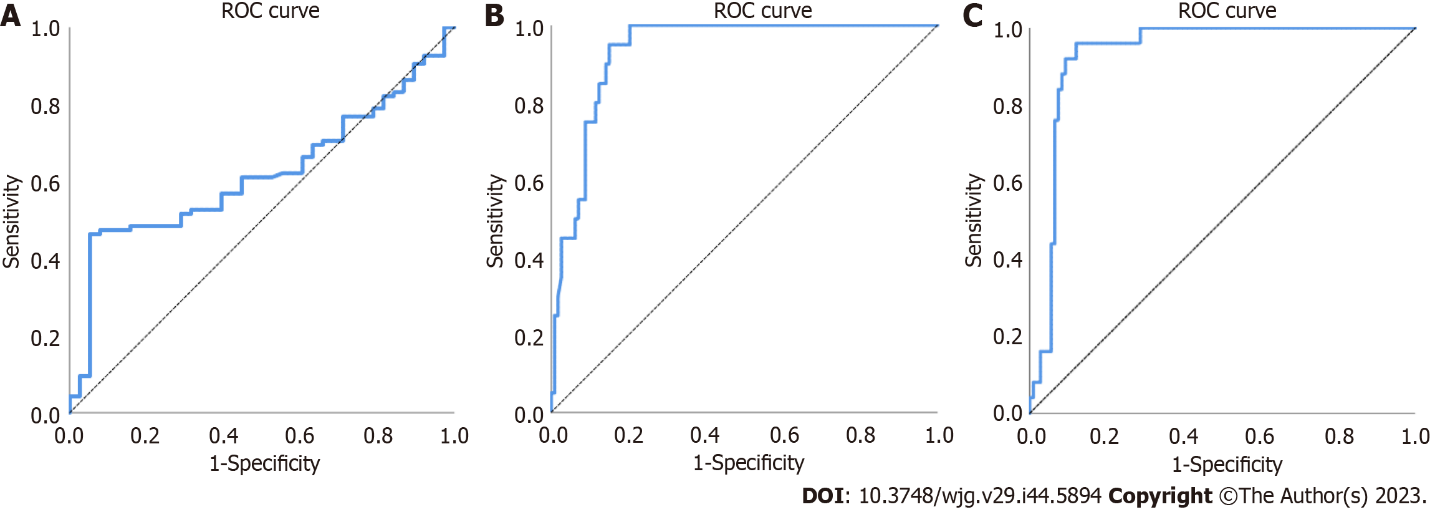 A
ROC curve
1.0
0.8
0.6
0.4
0.2
0.0
Sensitivity
0.0 0.2 0.4 0.6 0.8 1.0
1-Specificity
B
ROC curve
1.0
0.8
0.6
0.4
0.2
0.0
Sensitivity
0.0 0.2 0.4 0.6 0.8 1.0
1-Specificity
C
ROC curve
1.0
0.8
0.6
0.4
0.2
0.0
Sensitivity
0.0 0.2 0.4 0.6 0.8 1.0
1-Specificity
DOI: 10.3748/wjg.v29.i44.5894 Copyright ©The Author(s) 2023.